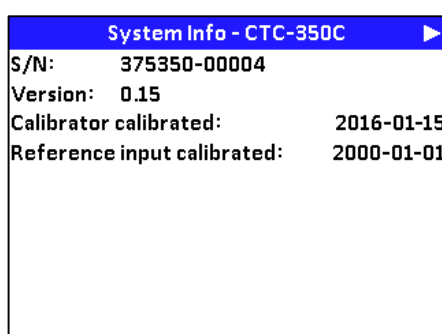 System Info - CTC-350C
S/N: 375350-00004
Version: 0.15
Calibrator calibrated: 2016-01-15
Reference input calibrated: 2000-01-01